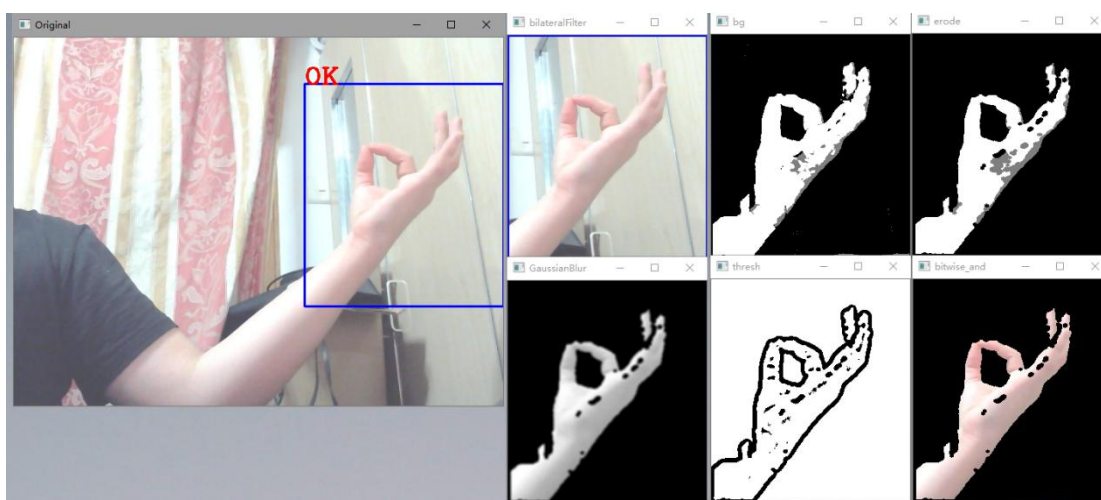 Original
OK
bilateralFilter
bg
erode
GaussianBlur
thresh
bitwise_and